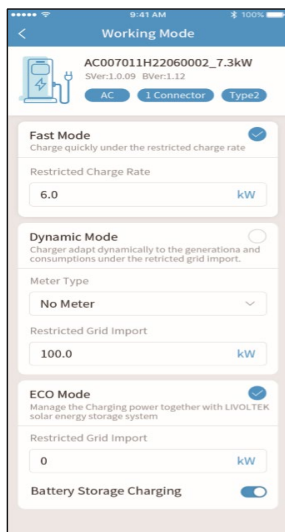 9:41 AM
100%
Working Mode
AC007011H22060002_7.3kW
SVer:1.0.09 BVer:1.12
AC
1 Connector
Type2
Fast Mode
Charge quickly under the restricted charge rate
Restricted Charge Rate
6.0 kW
Dynamic Mode
Charger adapt dynamically to the generationa and
consumptions under the retricted grid import.
Meter Type
No Meter
Restricted Grid Import
100.0 kW
ECO Mode
Manage the Charging power together with LIVOLTEK
solar energy storage system
Restricted Grid Import
0 kW
Battery Storage Charging